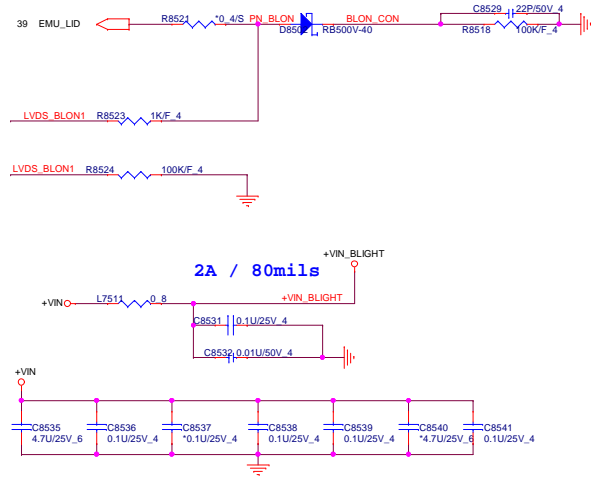 C8529 22P/50V_4
39 EMU_LID R8521 *0_4/S PN_BLON BLON_CON
D8502 RB500V-40 R8518 100K/F_4
LVDS_BLON1 R8523 1K/F_4
LVDS_BLON1 R8524 100K/F_4
+VIN_BLIGHT
2A / 80mils
+VIN L7511 0_8 +VIN_BLIGHT
C8531 0.1U/25V_4
C8532 0.01U/50V_4
+VIN
C8535 C8536 C8537 C8538 C8539 C8540 C8541
4.7U/25V_6 0.1U/25V_4 *0.1U/25V_4 0.1U/25V_4 0.1U/25V_4 *4.7U/25V_6 0.1U/25V_4